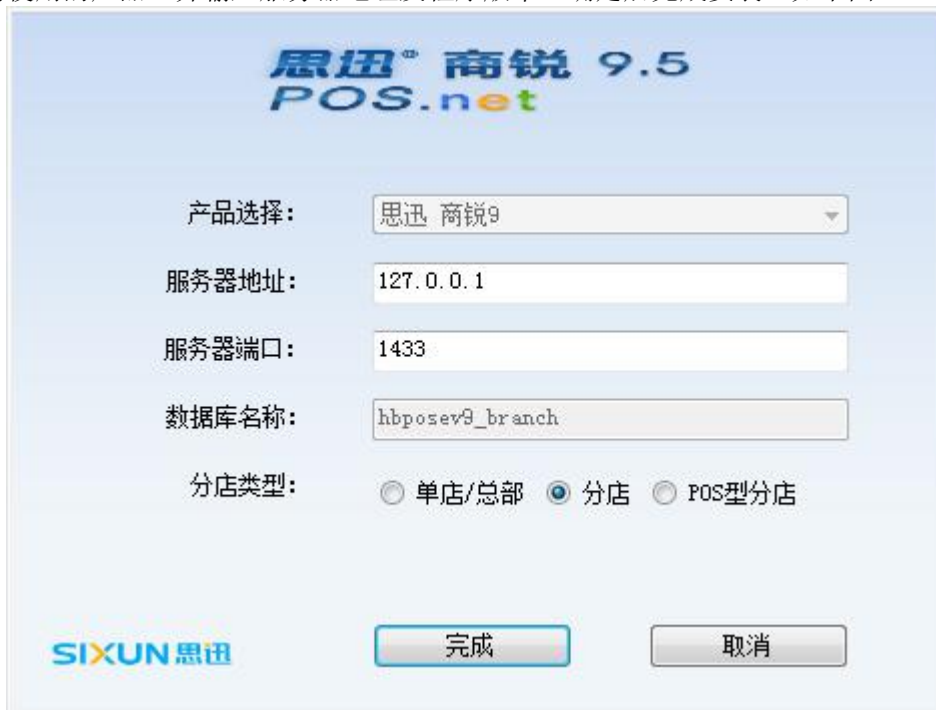 思迅® 商锐 9.5
POS.net
产品选择： 思迅 商锐9
服务器地址： 127.0.0.1
服务器端口： 1433
数据库名称： hbposev9_branch
分店类型： 单店/总部 分店 POS型分店
SIXUN思迅 完成 取消